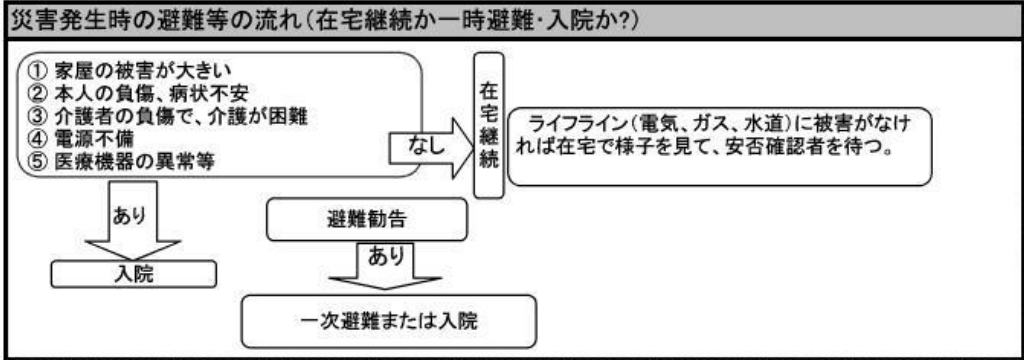 災害発生時の避難等の流れ(在宅継続か一時避難･入院か?)
① 家屋の被害が大きい
② 本人の負傷、病状不安
③ 介護者の負傷で、介護が困難
④ 電源不備
⑤ 医療機器の異常等
なし
在宅継続
ライフライン(電気、ガス、水道)に被害がなけ
れば在宅で様子を見て、安否確認者を待つ。
あり
入院
避難勧告
あり
一次避難または入院